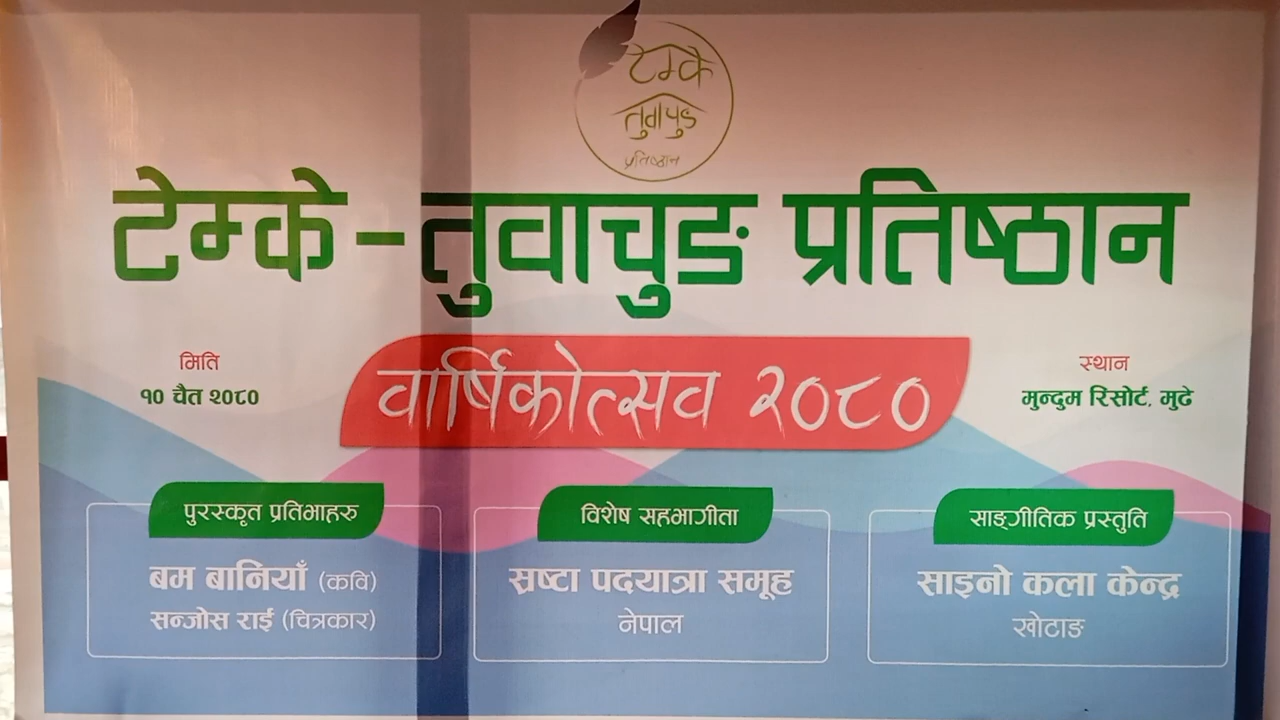 टेम्के
तुवाचुङ
प्रतिष्ठान
टेम्के - तुवाचुङ प्रतिष्ठान
वार्षिकोत्सव २०८०
मिति
१० चैत २०८०
स्थान
मुन्दुम रिसोर्ट, मुढे
पुरस्कृत प्रतिभाहरु
बम बानियाँ (कवि)
सन्जोस राई (चित्रकार)
विशेष सहभागीता
स्रष्टा पदयात्रा समूह
नेपाल
साङ्गीतिक प्रस्तुति
साइनो कला केन्द्र
खोटाङ